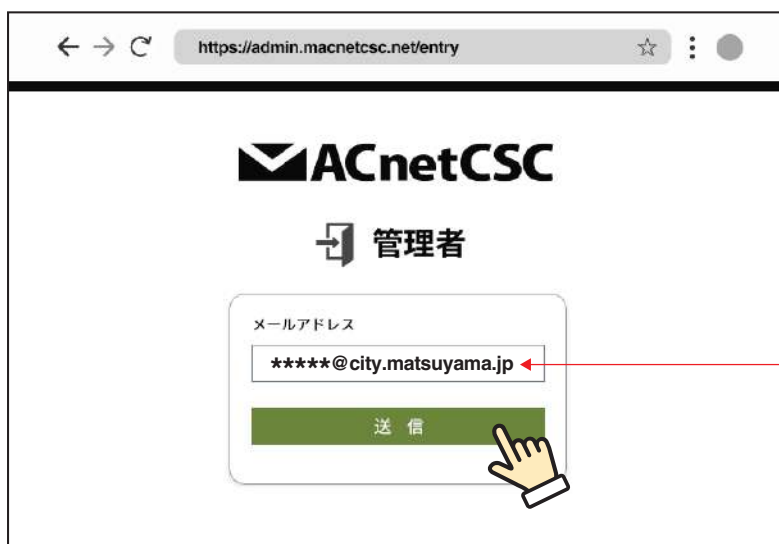 https://admin.macnetcsc.net/entry
MACnetCSC
管理者
メールアドレス
*****@city.matsuyama.jp
送 信